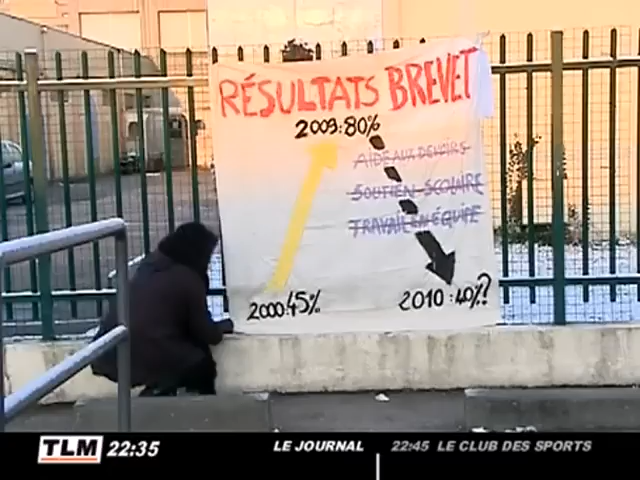 RÉSULTATS BREVET
2009:80%
AIDE AUX DEVOIRS
SOUTIEN SCOLAIRE
TRAVAIL EN ÉQUIPE
2000:45%
2010:40%?
TLM 22:35 LE JOURNAL 22:45 LE CLUB DES SPORTS